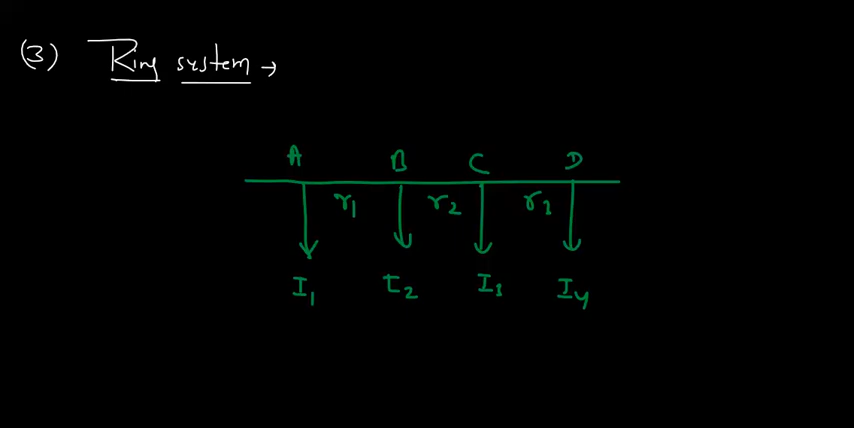 (3) Ring system →
A B C D
r1 r2 r3
I1 I2 I3 I4